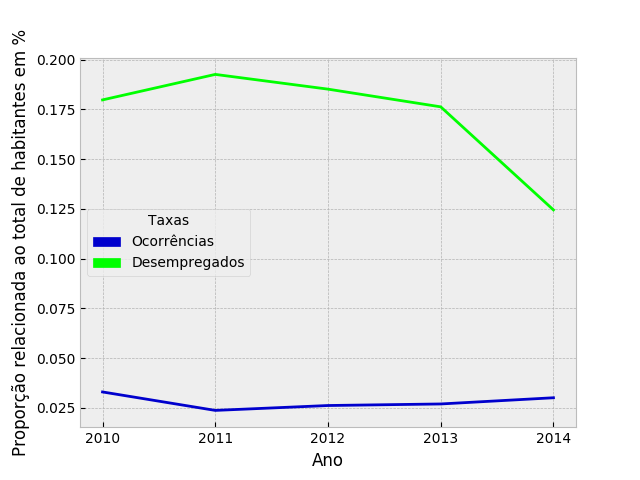 Proporção relacionada ao total de habitantes em %
0.200
0.175
0.150
0.125
0.100
0.075
0.050
0.025
Taxas
Ocorrências
Desempregados
2010 2011 2012 2013 2014
Ano